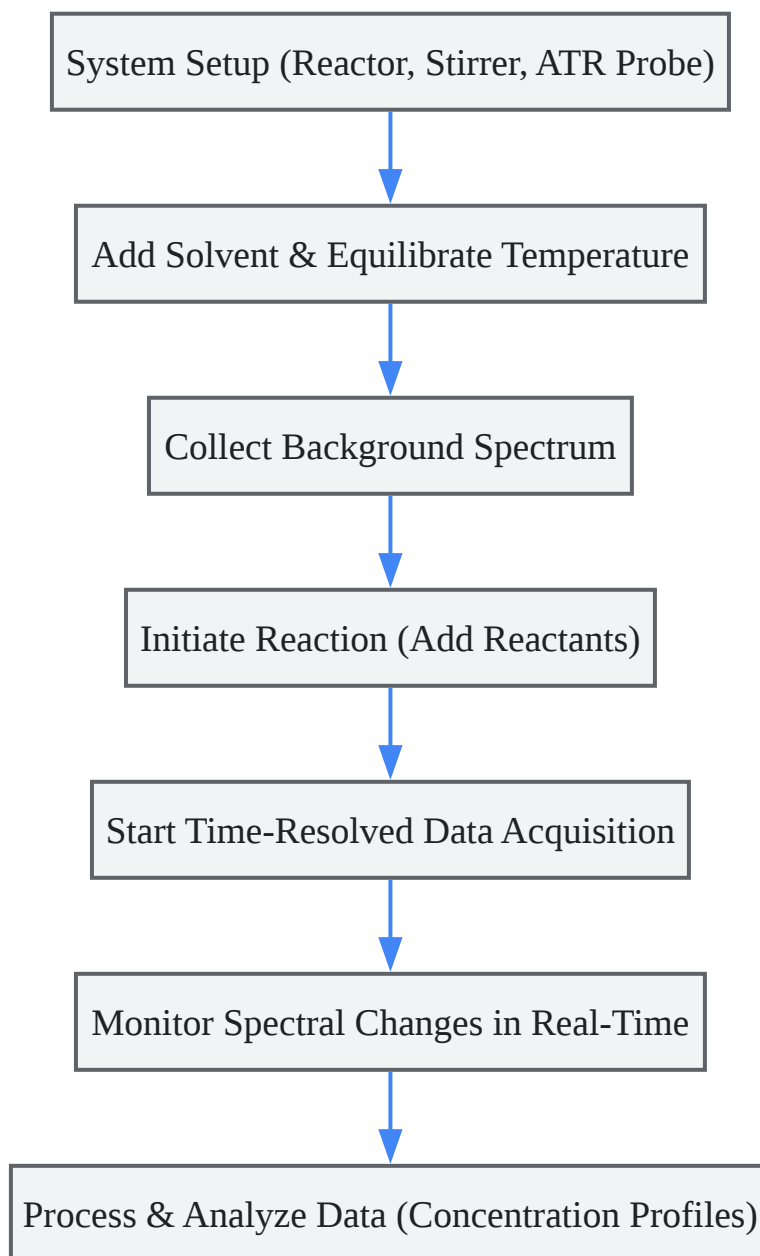 System Setup (Reactor, Stirrer, ATR Probe)
Add Solvent & Equilibrate Temperature
Collect Background Spectrum
Initiate Reaction (Add Reactants)
Start Time-Resolved Data Acquisition
Monitor Spectral Changes in Real-Time
Process & Analyze Data (Concentration Profiles)